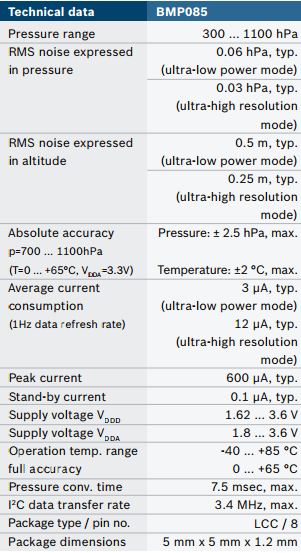 Technical data BMP085
Pressure range 300 ... 1100 hPa
RMS noise expressed 0.06 hPa, typ.
in pressure (ultra-low power mode)
0.03 hPa, typ.
(ultra-high resolution
mode)
RMS noise expressed 0.5 m, typ.
in altitude (ultra-low power mode)
0.25 m, typ.
(ultra-high resolution
mode)
Absolute accuracy Pressure: ± 2.5 hPa, max.
p=700 ... 1100hPa
(T=0 ... +65°C, VDDA=3.3V) Temperature: ±2 °C, max.
Average current 3 µA, typ.
consumption (ultra-low power mode)
(1Hz data refresh rate) 12 µA, typ.
(ultra-high resolution
mode)
Peak current 600 µA, typ.
Stand-by current 0.1 µA, typ.
Supply voltage VDDD 1.62 ... 3.6 V
Supply voltage VDDA 1.8 ... 3.6 V
Operation temp. range -40 ... +85 °C
full accuracy 0 ... +65 °C
Pressure conv. time 7.5 msec, max.
I²C data transfer rate 3.4 MHz, max.
Package type / pin no. LCC / 8
Package dimensions 5 mm x 5 mm x 1.2 mm